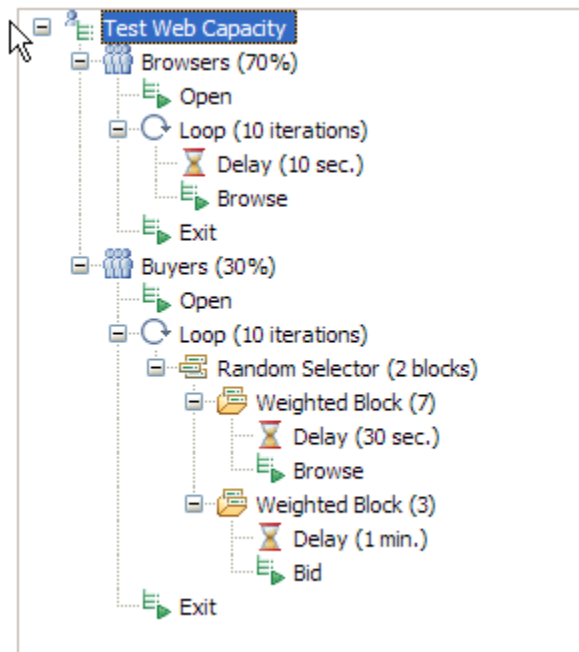 Test Web Capacity
Browsers (70%)
Open
Loop (10 iterations)
Delay (10 sec.)
Browse
Exit
Buyers (30%)
Open
Loop (10 iterations)
Random Selector (2 blocks)
Weighted Block (7)
Delay (30 sec.)
Browse
Weighted Block (3)
Delay (1 min.)
Bid
Exit